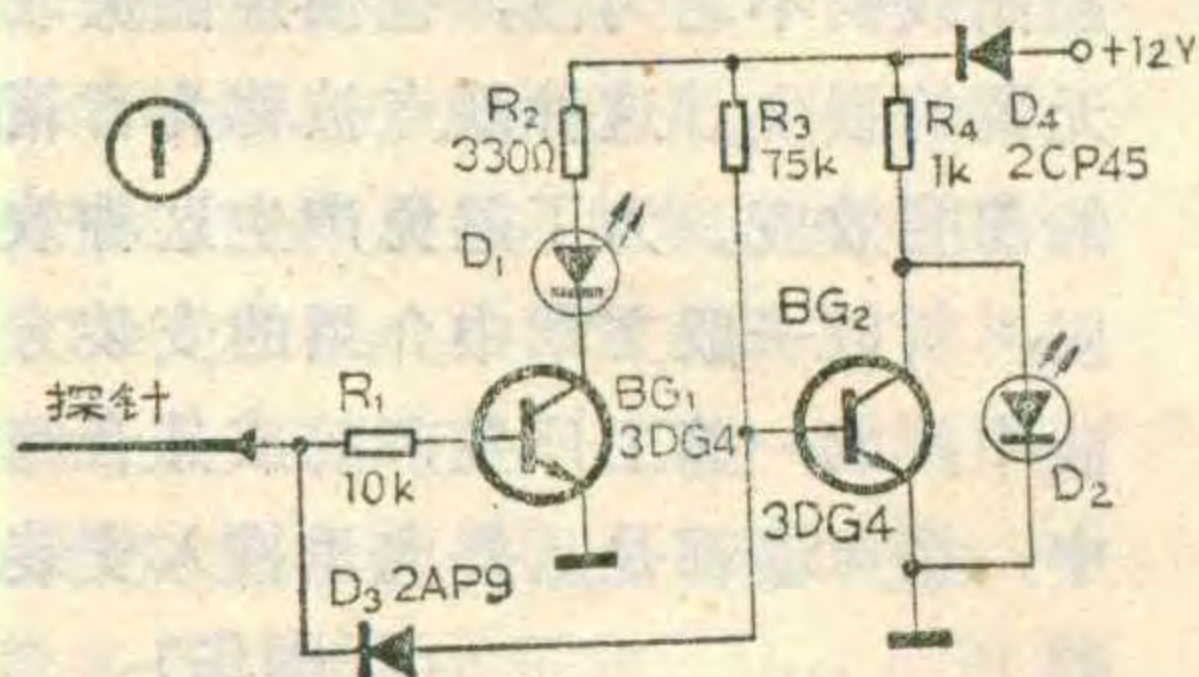 ①
+12V
R₂
330Ω
R₃
75k
R₄
1k
D₄
2CP45
D₁
BG₂
探针
R₁
10k
BG₁
3DG4
D₂
3DG4
D₃ 2AP9